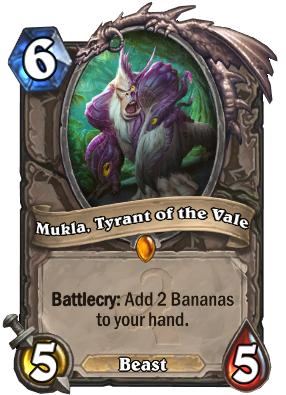 6
Mukla, Tyrant of the Vale
Battlecry: Add 2 Bananas
to your hand.
5
Beast
5